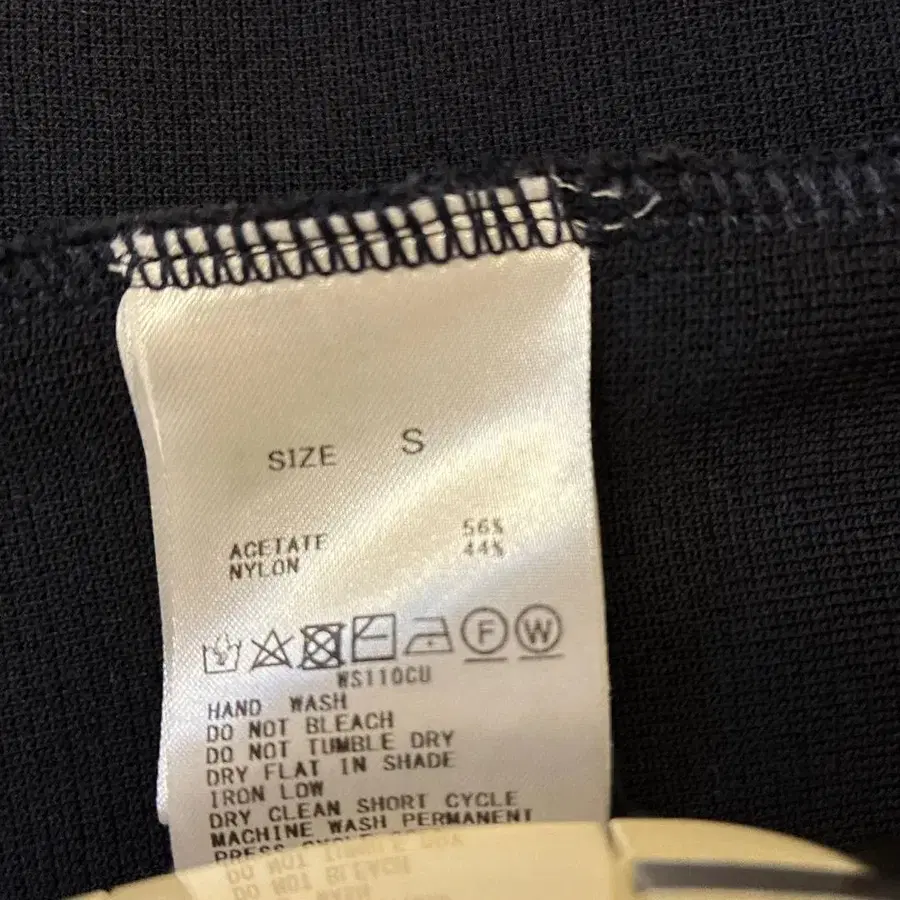 SIZE S
ACETATE 56%
NYLON 44%
F W
WS110CU
HAND WASH
DO NOT BLEACH
DO NOT TUMBLE DRY
DRY FLAT IN SHADE
IRON LOW
DRY CLEAN SHORT CYCLE
MACHINE WASH PERMANENT
PRESS